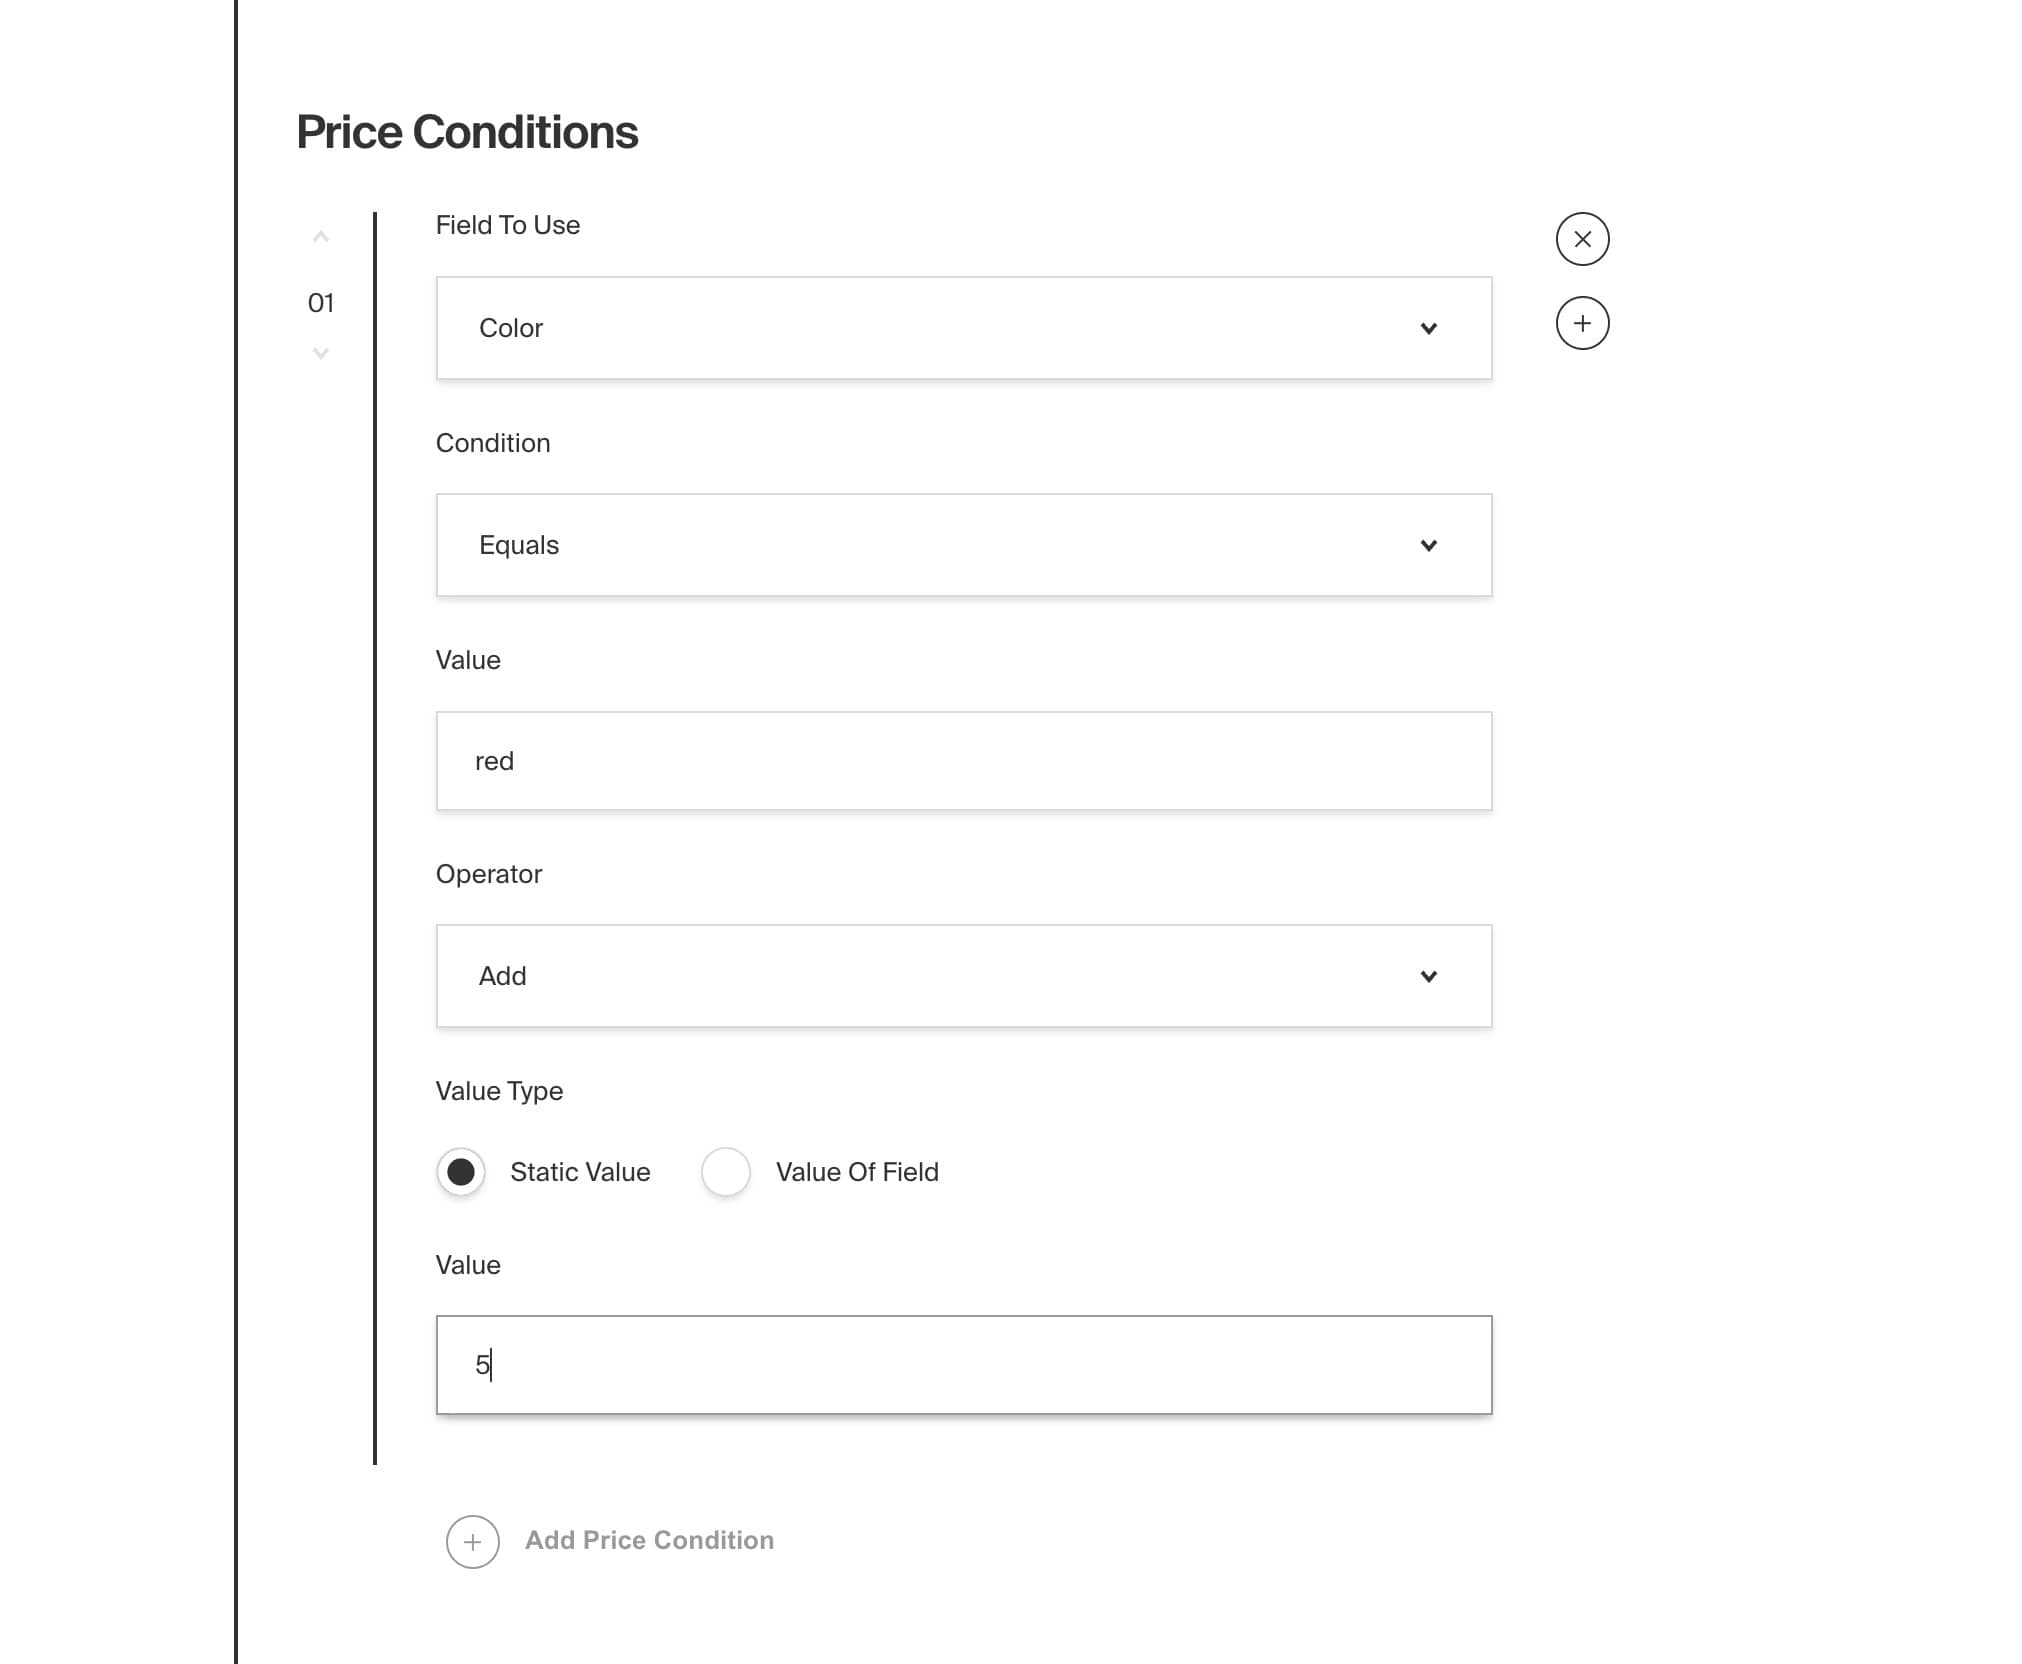 Price Conditions
01
Field To Use
Color
Condition
Equals
Value
red
Operator
Add
Value Type
Static Value
Value Of Field
Value
5
Add Price Condition